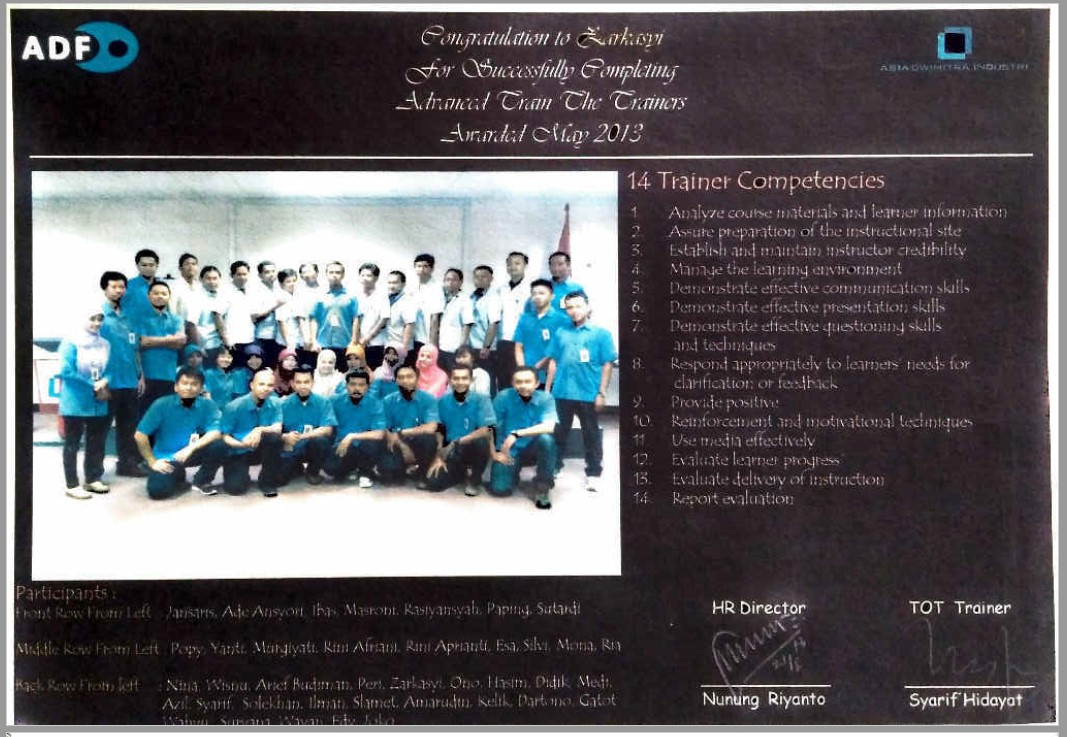 ADF
ASIA DWIMITRA INDUSTRI
Congratulation to Zarkasyi
For Successfully Completing
Advanced Train The Trainers
Awarded May 2013
14 Trainer Competencies
1. Analyze course materials and learner information
2. Assure preparation of the instructional site
3. Establish and maintain instructor credibility
4. Manage the learning environment
5. Demonstrate effective communication skills
6. Demonstrate effective presentation skills
7. Demonstrate effective questioning skills
and techniques
8. Respond appropriately to learners' needs for
clarification or feedback
9. Provide positive
10. Reinforcement and motivational techniques
11. Use media effectively
12. Evaluate learner progress
13. Evaluate delivery of instruction
14. Report evaluation
Participants :
Front Row From Left : Jansaris, Ade Ansyori, Ibas, Masroni, Rasiyansyah, Paping, Sutardi
Middle Row From Left : Popy, Yanti, Murgiyati, Rini Afriani, Rini Aprianti, Esa, Silvi, Mona, Ria
Back Row From left : Nina, Wisnu, Arief Budiman, Peri, Zarkasyi, Ono, Hasim, Didik, Medi,
Azil, Syarif, Solekhan, Ilman, Slamet, Amarudin, Kelik, Dartono, Gatot
Wahyu, Suryana, Wayan, Edy, Joko
HR Director
Nunung Riyanto
TOT Trainer
Syarif Hidayat